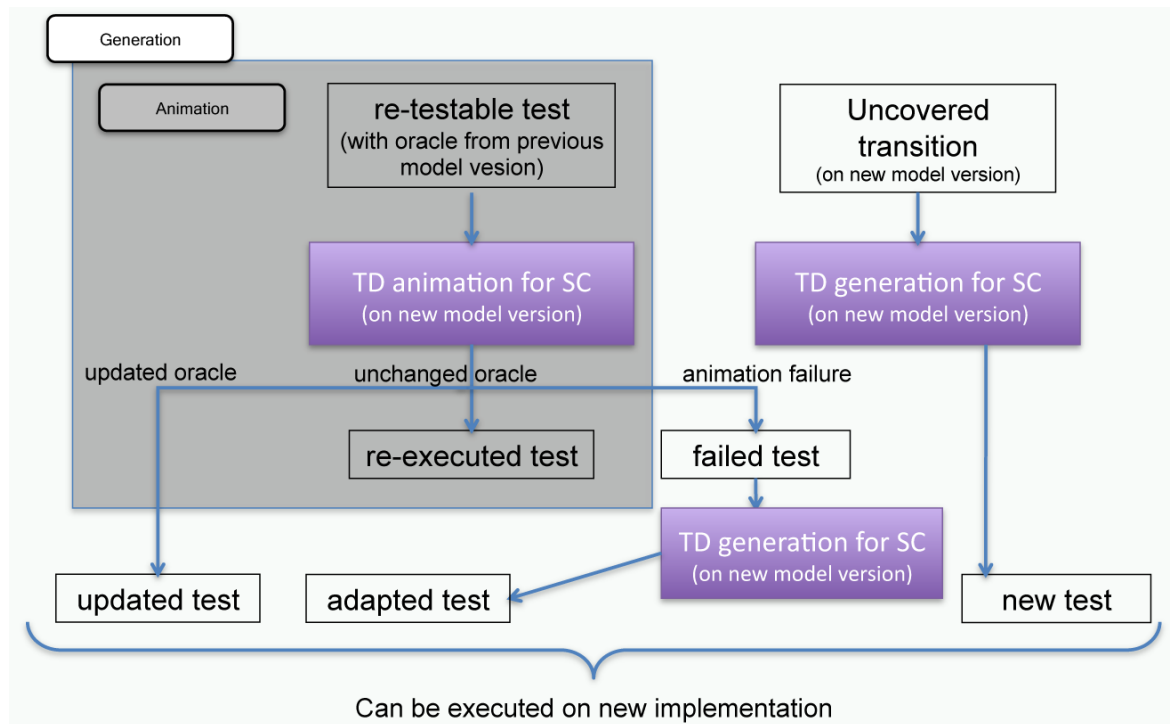 Generation
Animation
re-testable test
(with oracle from previous
model vesion)
Uncovered
transition
(on new model version)
TD animation for SC
(on new model version)
TD generation for SC
(on new model version)
updated oracle
unchanged oracle
animation failure
re-executed test
failed test
TD generation for SC
(on new model version)
updated test
adapted test
new test
Can be executed on new implementation